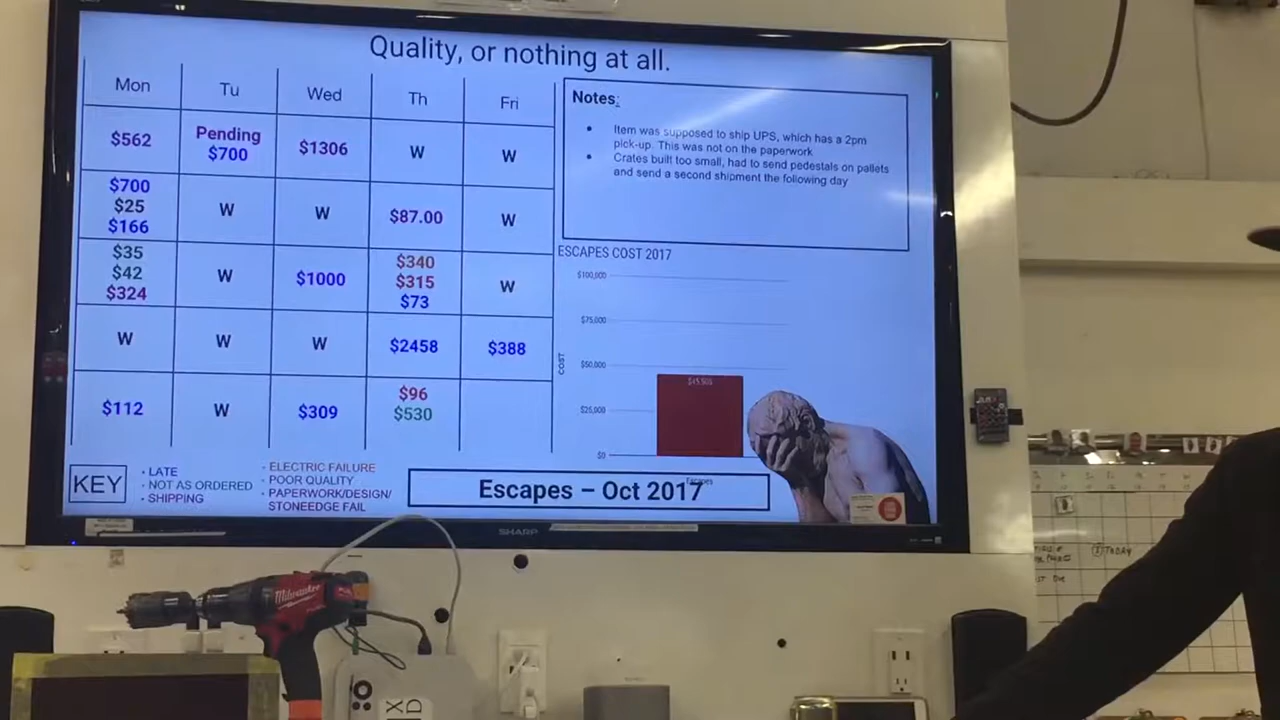 Quality, or nothing at all.
Mon Tu Wed Th Fri
$562 Pending $700 $1306 W W
$700 $25 $166 W W $87.00 W
$35 $42 $324 W $1000 $340 $315 $73 W
W W W $2458 $388
$112 W $309 $96 $530
Notes:
• Item was supposed to ship UPS, which has a 2pm
pick-up. This was not on the paperwork
• Crates built too small, had to send pedestals on pallets
and send a second shipment the following day
ESCAPES COST 2017
$100,000
$75,000
$50,000
$25,000
$0
COST
Escapes
KEY
- LATE
- NOT AS ORDERED
- SHIPPING
- ELECTRIC FAILURE
- POOR QUALITY
- PAPERWORK/DESIGN/
STONEEDGE FAIL
Escapes – Oct 2017
SHARP
Milwaukee
TODAY
X
D